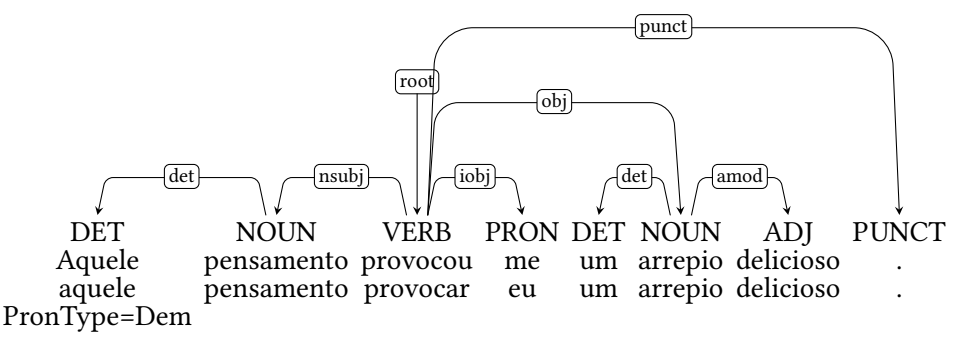 punct
root
obj
det nsubj iobj det amod
DET NOUN VERB PRON DET NOUN ADJ PUNCT
Aquele pensamento provocou me um arrepio delicioso .
aquele pensamento provocar eu um arrepio delicioso .
PronType=Dem